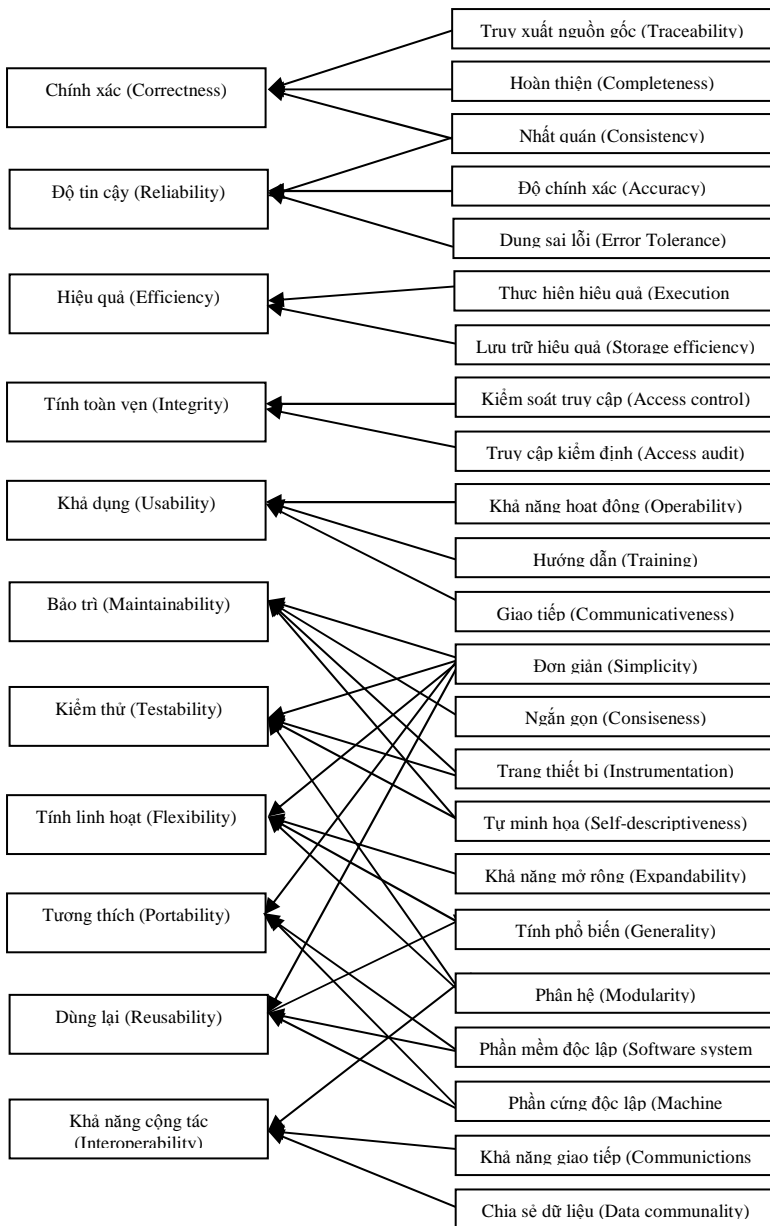 Truy xuất nguồn gốc (Traceability)
Chính xác (Correctness)
Hoàn thiện (Completeness)
Nhất quán (Consistency)
Độ tin cậy (Reliability)
Độ chính xác (Accuracy)
Dung sai lỗi (Error Tolerance)
Hiệu quả (Efficiency)
Thực hiện hiệu quả (Execution
Lưu trữ hiệu quả (Storage efficiency)
Tính toàn vẹn (Integrity)
Kiểm soát truy cập (Access control)
Truy cập kiểm định (Access audit)
Khả dụng (Usability)
Khả năng hoạt động (Operability)
Hướng dẫn (Training)
Bảo trì (Maintainability)
Giao tiếp (Communicativeness)
Đơn giản (Simplicity)
Kiểm thử (Testability)
Ngắn gọn (Consiseness)
Trang thiết bị (Instrumentation)
Tính linh hoạt (Flexibility)
Tự minh họa (Self-descriptiveness)
Khả năng mở rộng (Expandability)
Tương thích (Portability)
Tính phổ biến (Generality)
Phân hệ (Modularity)
Dùng lại (Reusability)
Phần mềm độc lập (Software system
Phần cứng độc lập (Machine
Khả năng cộng tác
(Interoperability)
Khả năng giao tiếp (Communictions
Chia sẻ dữ liệu (Data communality)